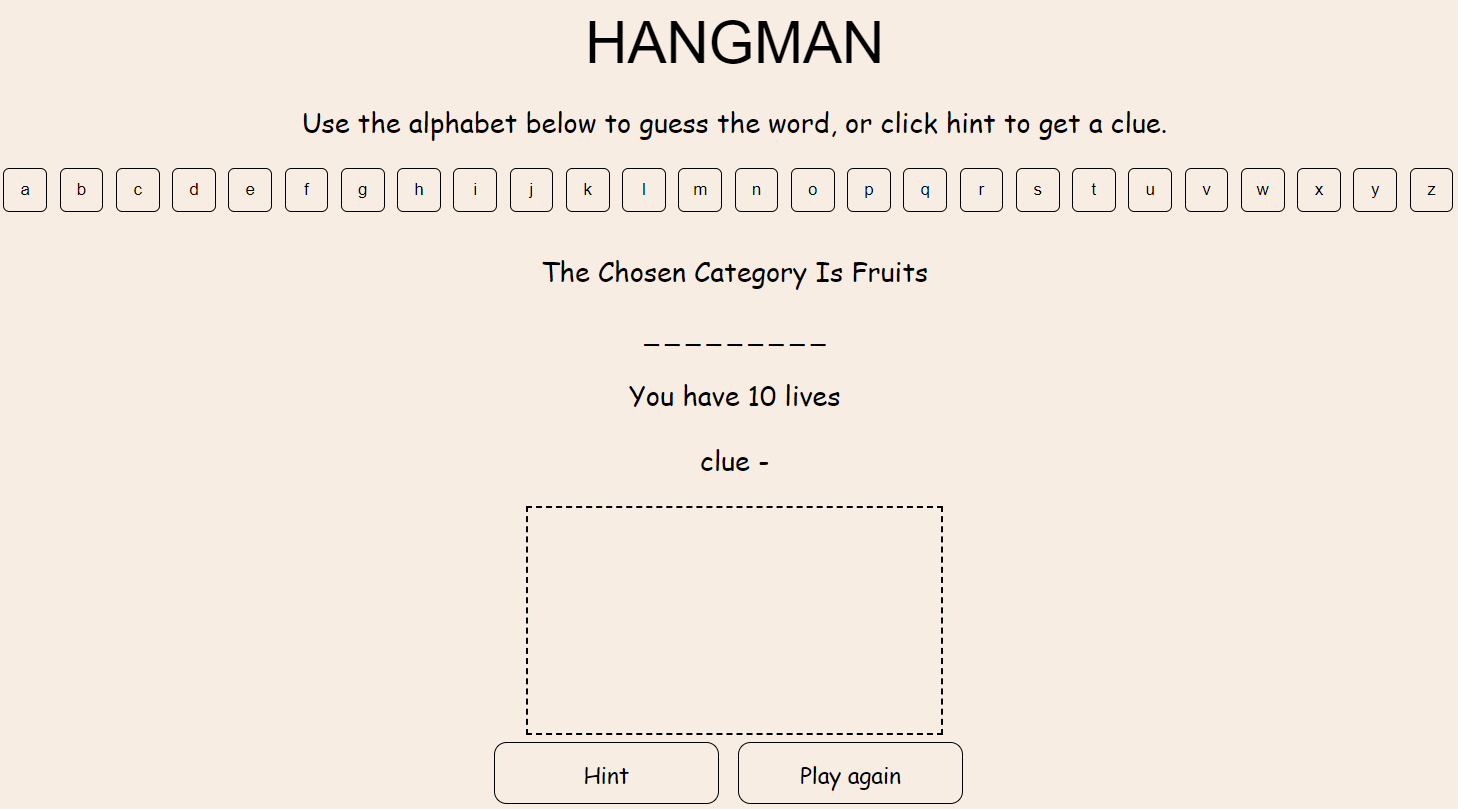 HANGMAN
Use the alphabet below to guess the word, or click hint to get a clue.
a b c d e f g h i j k l m n o p q r s t u v w x y z
The Chosen Category Is Fruits
_ _ _ _ _ _ _ _ _
You have 10 lives
clue -
Hint Play again